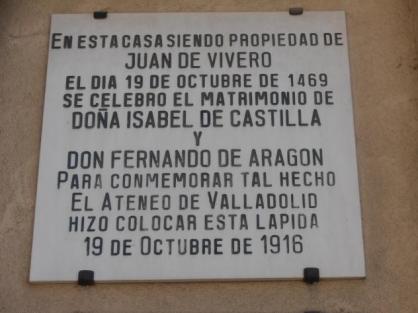 EN ESTA CASA SIENDO PROPIEDAD DE
JUAN DE VIVERO
EL DIA 19 DE OCTUBRE DE 1469
SE CELEBRO EL MATRIMONIO DE
DOÑA ISABEL DE CASTILLA
Y
DON FERNANDO DE ARAGON
PARA CONMEMORAR TAL HECHO
EL ATENEO DE VALLADOLID
HIZO COLOCAR ESTA LAPIDA
19 DE OCTUBRE DE 1916